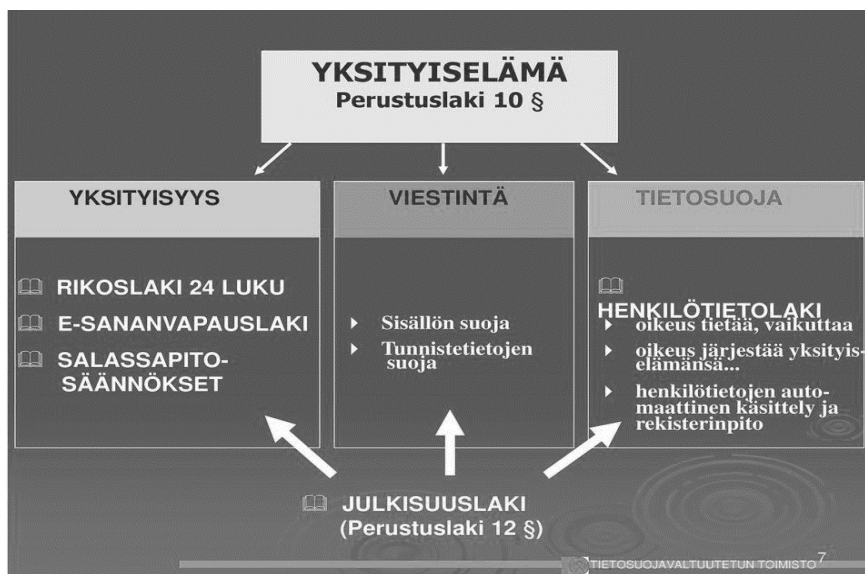 YKSITYISELÄMÄ
Perustuslaki 10 §
YKSITYISYYS
RIKOSLAKI 24 LUKU
E-SANANVAPAUSLAKI
SALASSAPITO-
SÄÄNNÖKSET
VIESTINTÄ
Sisällön suoja
Tunnistetietojen
suoja
TIETOSUOJA
HENKILÖTIETOLAKI
oikeus tietää, vaikuttaa
oikeus järjestää yksityis-
elämänsä...
henkilötietojen auto-
maattinen käsittely ja
rekisterinpito
JULKISUUSLAKI
(Perustuslaki 12 §)
TIETOSUOJAVALTUUTETUN TOIMISTO 7